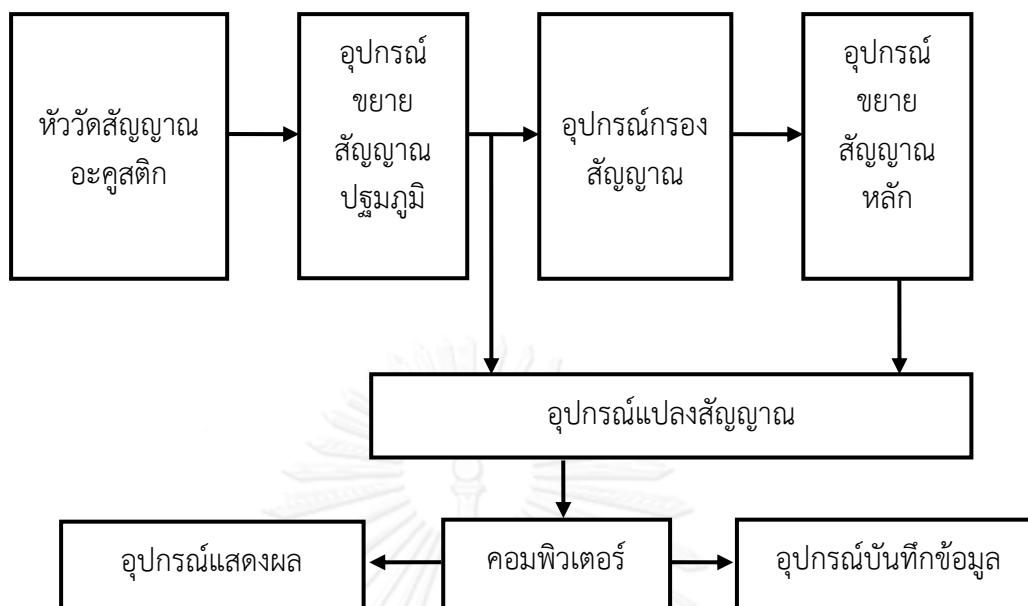 หัววัดสัญญาณ
อะคูสติก
อุปกรณ์
ขยาย
สัญญาณ
ปฐมภูมิ
อุปกรณ์กรอง
สัญญาณ
อุปกรณ์
ขยาย
สัญญาณ
หลัก
อุปกรณ์แปลงสัญญาณ
อุปกรณ์แสดงผล
คอมพิวเตอร์
อุปกรณ์บันทึกข้อมูล